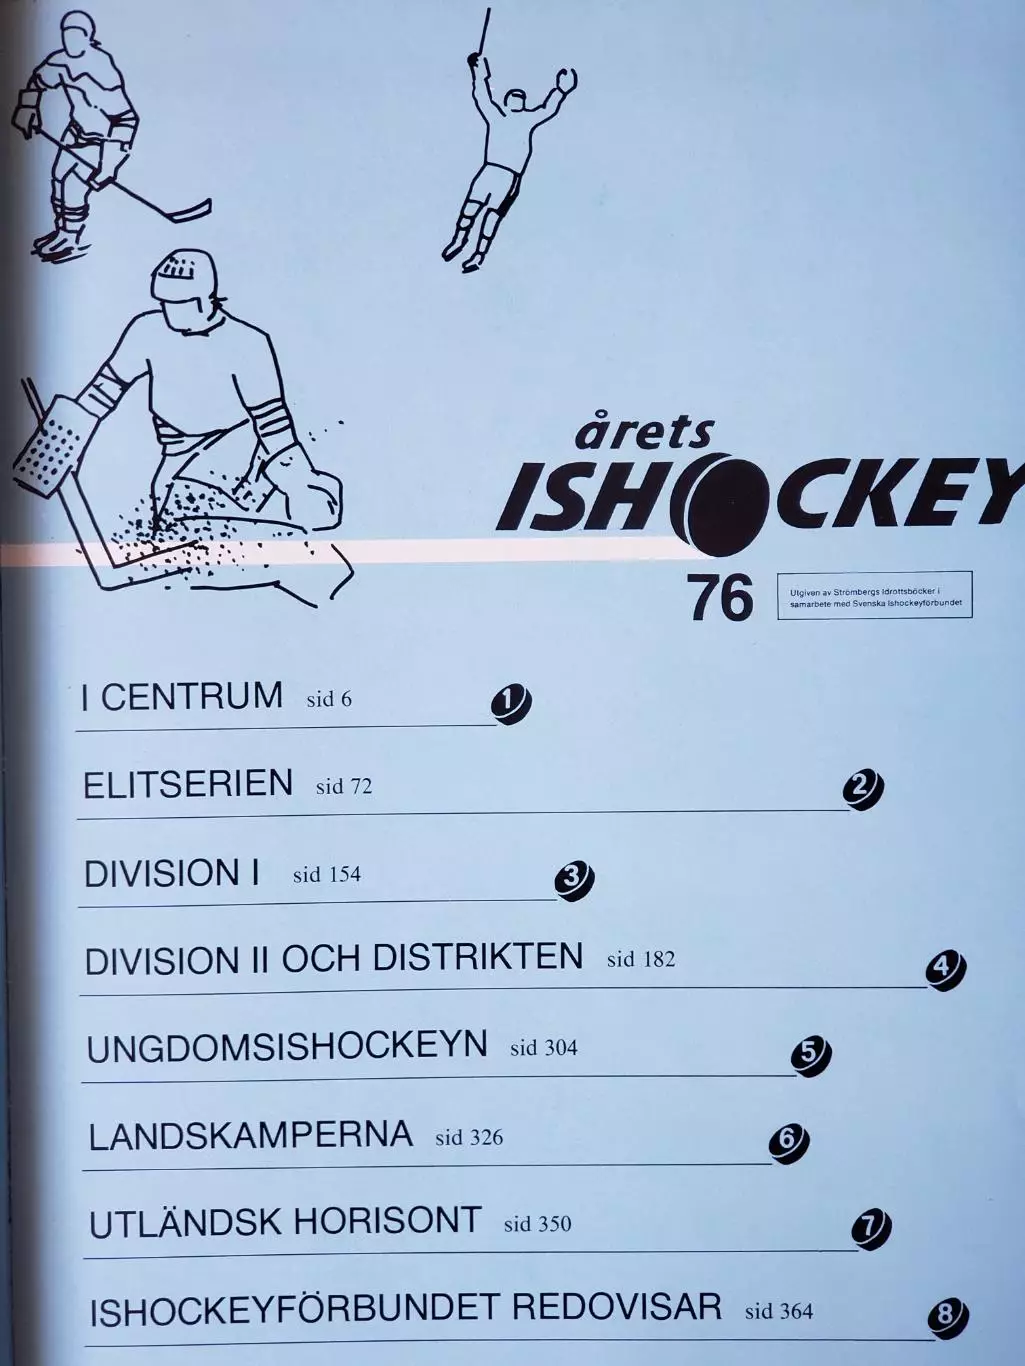 årets
ISHOCKEY
76
Utgiven av Strömbergs Idrottsböcker i
samarbete med Svenska Ishockeyförbundet
I CENTRUM sid 6 1
ELITSERIEN sid 72 2
DIVISION I sid 154 3
DIVISION II OCH DISTRIKTEN sid 182 4
UNGDOMSISHOCKEYN sid 304 5
LANDSKAMPERNA sid 326 6
UTLÄNDSK HORISONT sid 350 7
ISHOCKEYFÖRBUNDET REDOVISAR sid 364 8